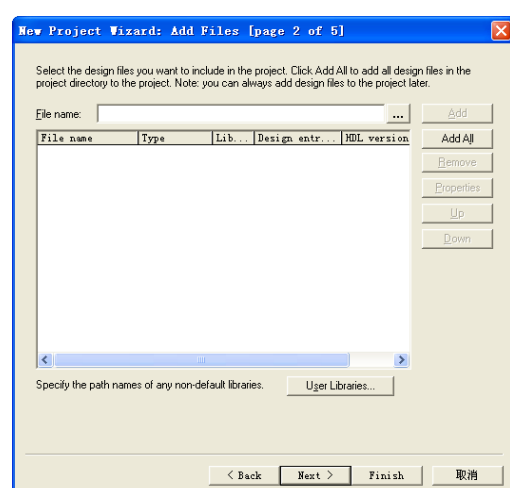 New Project Wizard: Add Files [page 2 of 5]
Select the design files you want to include in the project. Click Add All to add all design files in the
project directory to the project. Note: you can always add design files to the project later.
File name: ... Add
File name Type Lib... Design entr... HDL version
Add All
Remove
Properties
Up
Down
Specify the path names of any non-default libraries. User Libraries...
< Back Next > Finish 取消